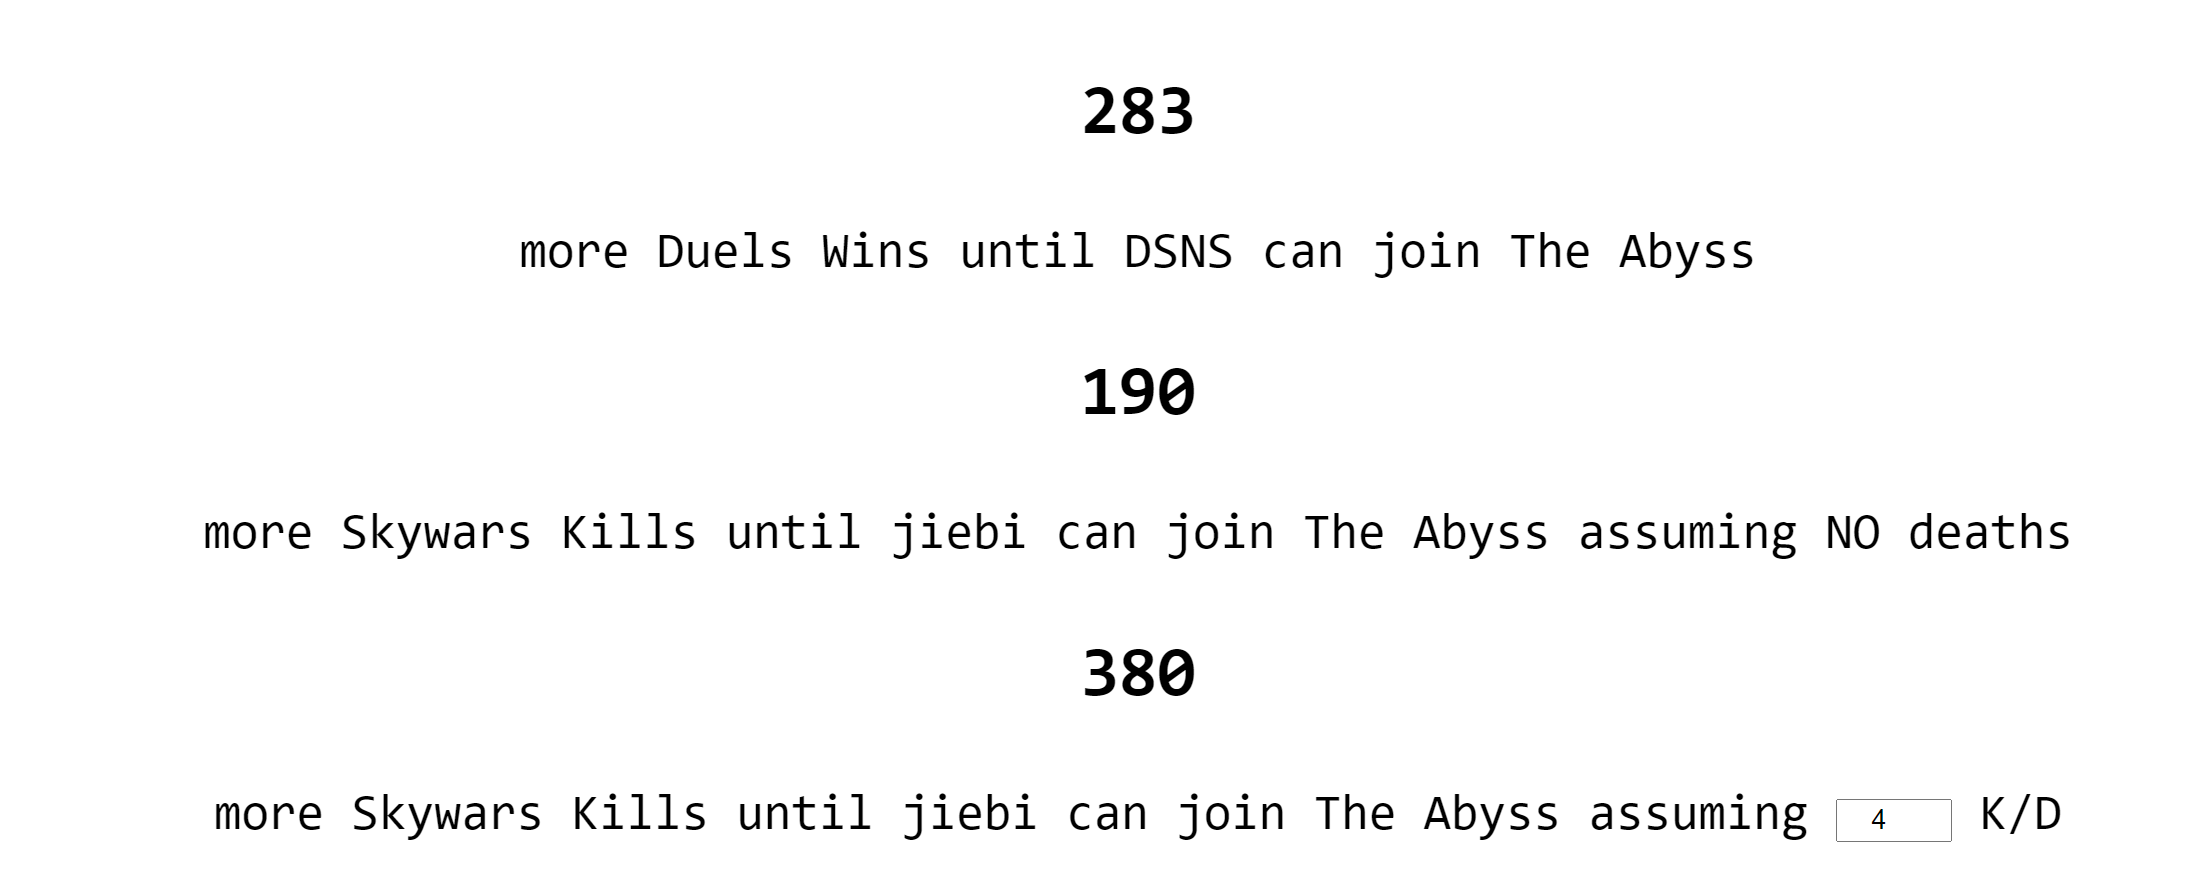 283
more Duels Wins until DSNS can join The Abyss
190
more Skywars Kills until jiebi can join The Abyss assuming NO deaths
380
more Skywars Kills until jiebi can join The Abyss assuming 4 K/D